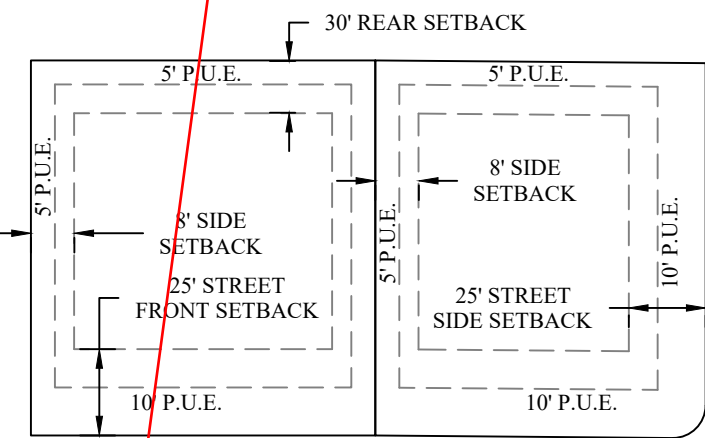 30' REAR SETBACK
5' P.U.E.
5' P.U.E.
5' P.U.E.
8' SIDE
SETBACK
8' SIDE
SETBACK
5' P.U.E.
10' P.U.E.
25' STREET
FRONT SETBACK
25' STREET
SIDE SETBACK
10' P.U.E.
10' P.U.E.